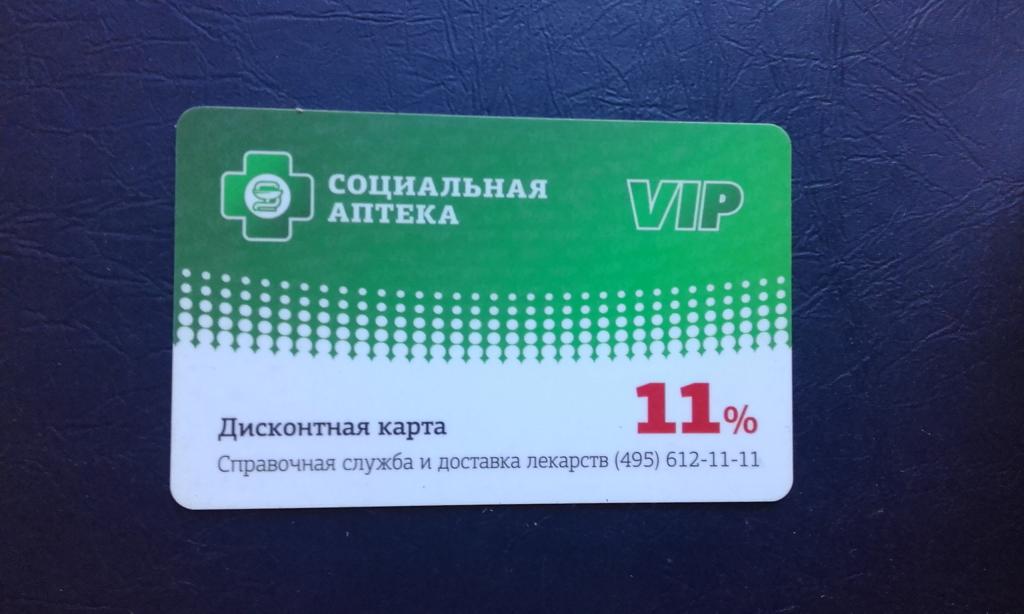 СОЦИАЛЬНАЯ
АПТЕКА
VIP
11%
Дисконтная карта
Справочная служба и доставка лекарств (495) 612-11-11